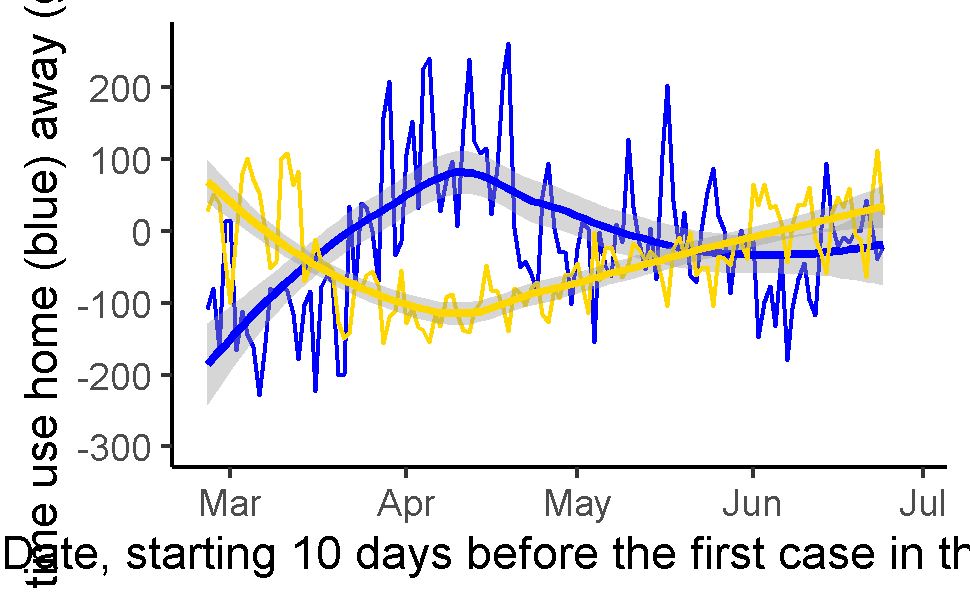 time use home (blue) away (
200
100
0
-100
-200
-300
Mar Apr May Jun Jul
Date, starting 10 days before the first case in th